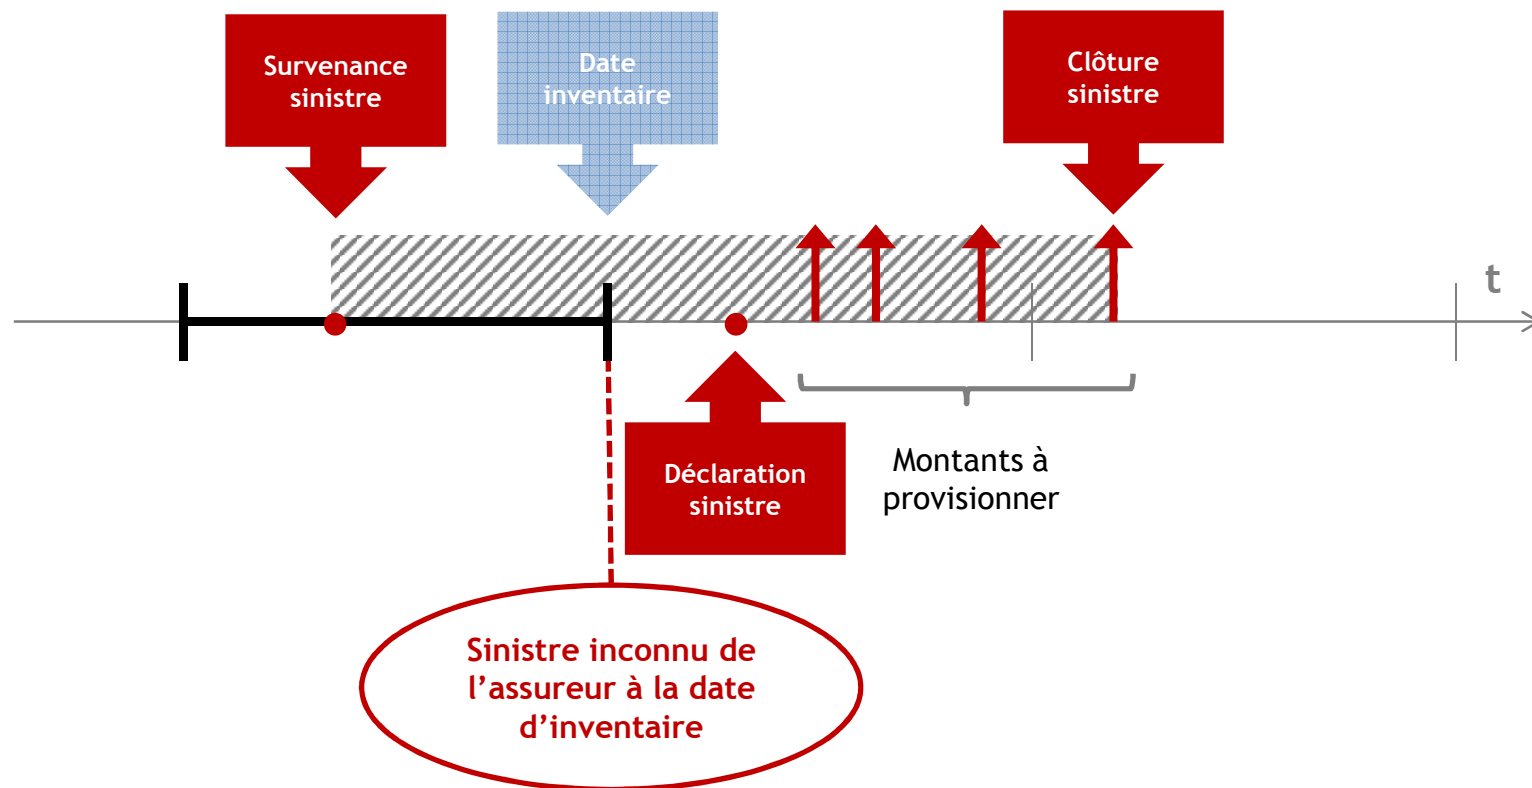 Survenance
sinistre
Date
inventaire
Clôture
sinistre
t
Déclaration
sinistre
Montants à
provisionner
Sinistre inconnu de
l’assureur à la date
d’inventaire